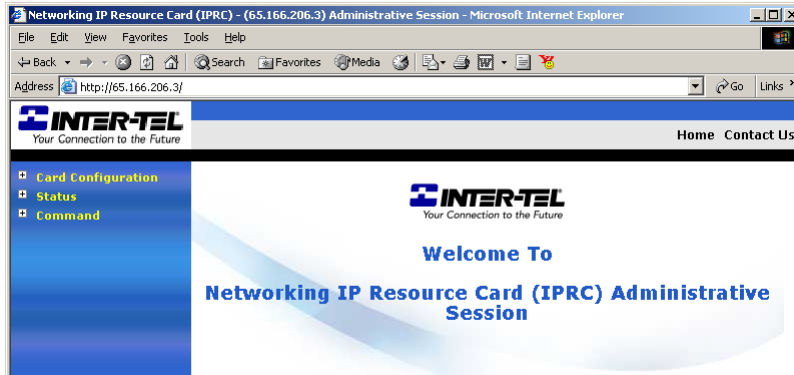 Networking IP Resource Card (IPRC) - (65.166.206.3) Administrative Session - Microsoft Internet Explorer
File Edit View Favorites Tools Help
Back Search Favorites Media
Address http://65.166.206.3/ Go Links
INTER-TEL
Your Connection to the Future
Home Contact Us
Card Configuration
Status
Command
INTER-TEL
Your Connection to the Future
Welcome To
Networking IP Resource Card (IPRC) Administrative
Session